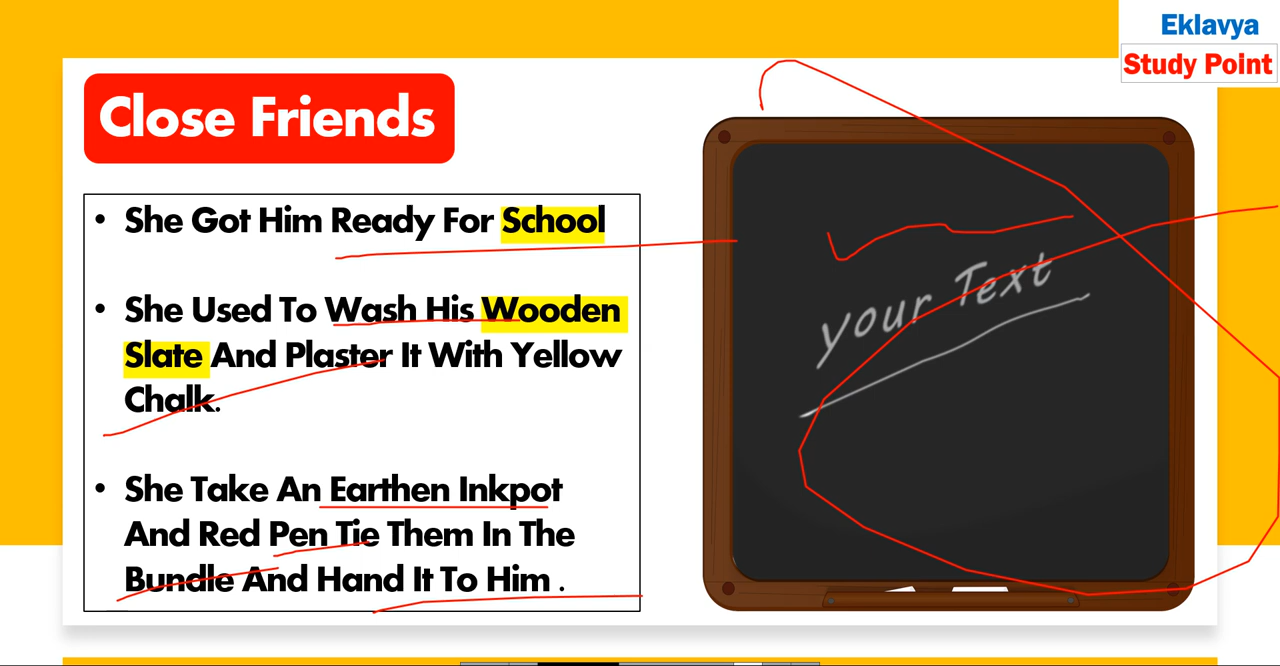 Eklavya
Study Point
Close Friends
• She Got Him Ready For School
• She Used To Wash His Wooden
Slate And Plaster It With Yellow
Chalk.
• She Take An Earthen Inkpot
And Red Pen Tie Them In The
Bundle And Hand It To Him .
your Text